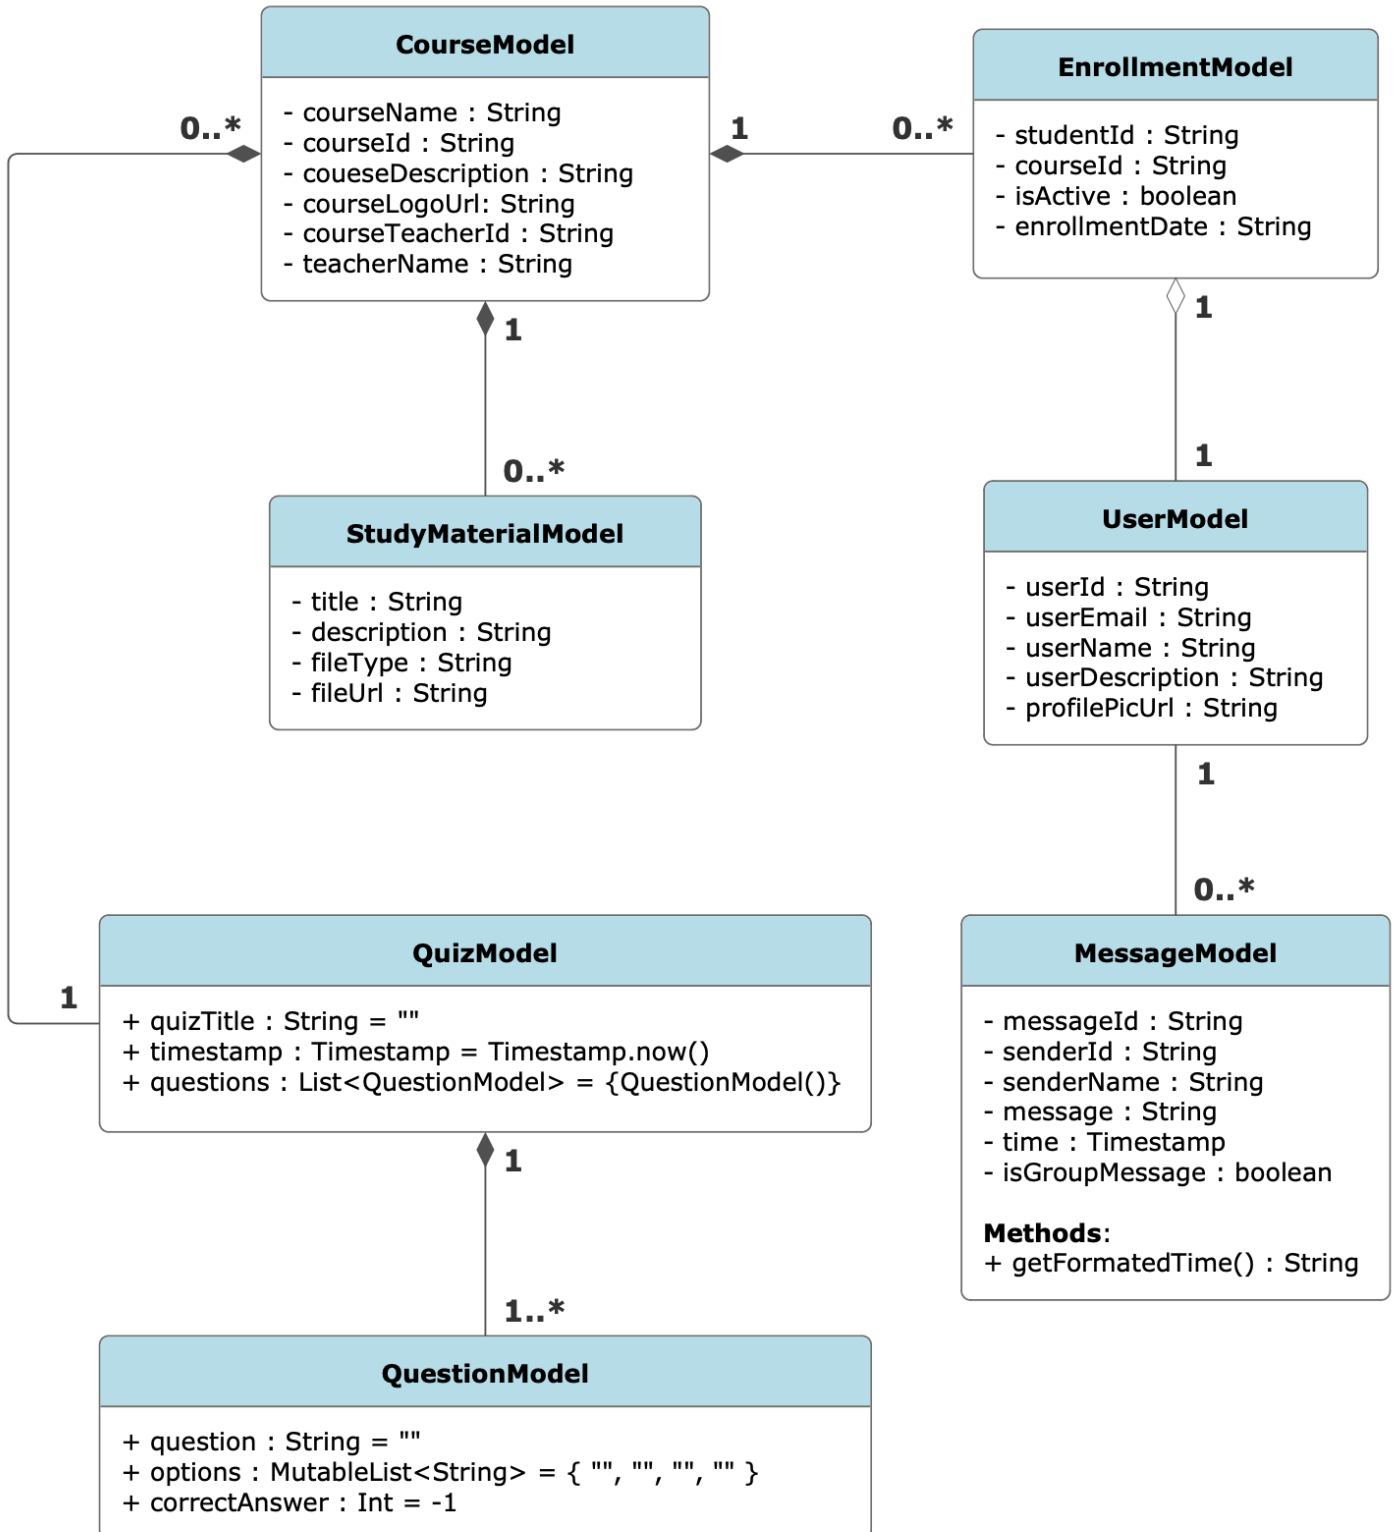 CourseModel
- courseName : String
- courseId : String
- coueseDescription : String
- courseLogoUrl: String
- courseTeacherId : String
- teacherName : String
0..*
1
0..*
EnrollmentModel
- studentId : String
- courseId : String
- isActive : boolean
- enrollmentDate : String
1
1
0..*
1
StudyMaterialModel
- title : String
- description : String
- fileType : String
- fileUrl : String
UserModel
- userId : String
- userEmail : String
- userName : String
- userDescription : String
- profilePicUrl : String
1
0..*
1
QuizModel
+ quizTitle : String = ""
+ timestamp : Timestamp = Timestamp.now()
+ questions : List<QuestionModel> = {QuestionModel()}
MessageModel
- messageId : String
- senderId : String
- senderName : String
- message : String
- time : Timestamp
- isGroupMessage : boolean
Methods:
+ getFormatedTime() : String
1
1..*
QuestionModel
+ question : String = ""
+ options : MutableList<String> = { "", "", "", "" }
+ correctAnswer : Int = -1